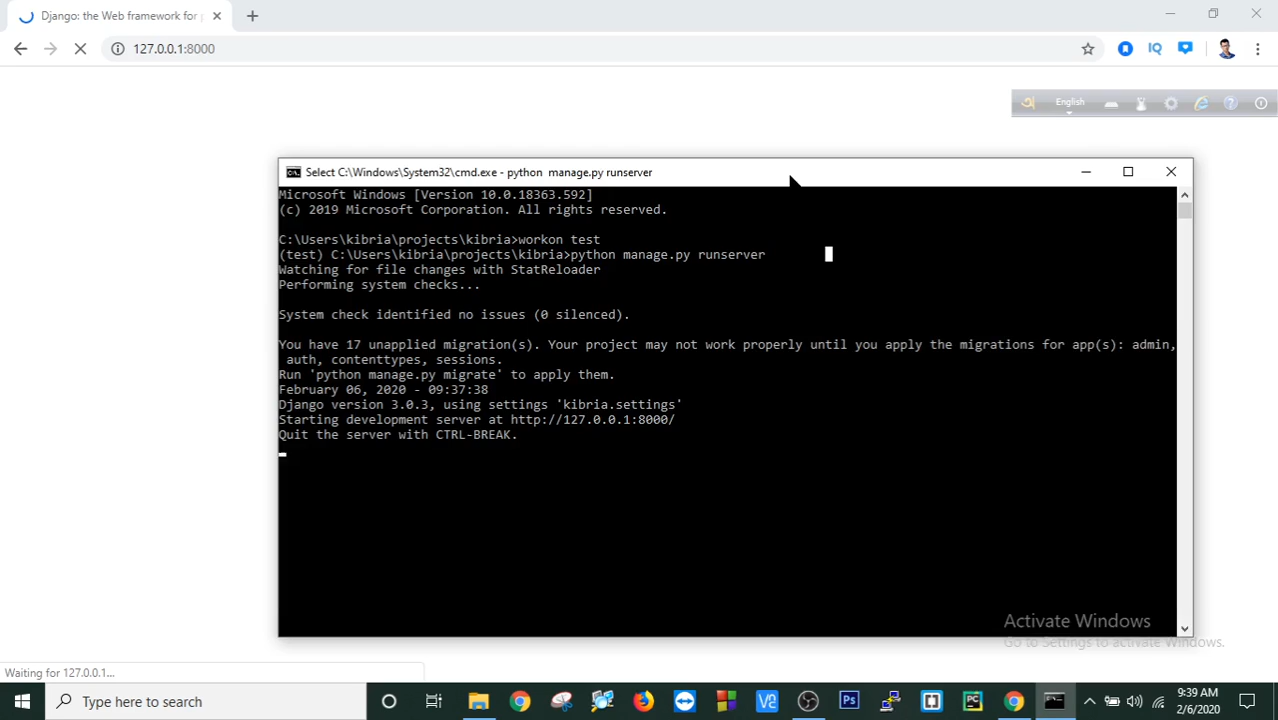 Django: the Web framework for
127.0.0.1:8000
IQ
English
Select C:\Windows\System32\cmd.exe - python  manage.py runserver
Microsoft Windows [Version 10.0.18363.592]
(c) 2019 Microsoft Corporation. All rights reserved.
C:\Users\kibria\projects\kibria>workon test
(test) C:\Users\kibria\projects\kibria>python manage.py runserver
Watching for file changes with StatReloader
Performing system checks...
System check identified no issues (0 silenced).
You have 17 unapplied migration(s). Your project may not work properly until you apply the migrations for app(s): admin,
auth, contenttypes, sessions.
Run 'python manage.py migrate' to apply them.
February 06, 2020 - 09:37:38
Django version 3.0.3, using settings 'kibria.settings'
Starting development server at http://127.0.0.1:8000/
Quit the server with CTRL-BREAK.
Activate Windows
Go to Settings to activate Windows.
Waiting for 127.0.0.1...
Type here to search
Ps
PC
9:39 AM
2/6/2020